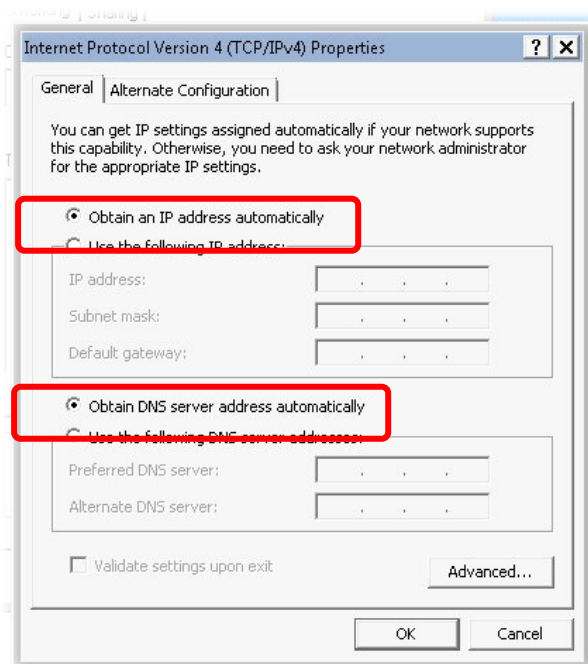 Sharing
Internet Protocol Version 4 (TCP/IPv4) Properties
General
Alternate Configuration
You can get IP settings assigned automatically if your network supports
this capability. Otherwise, you need to ask your network administrator
for the appropriate IP settings.
Obtain an IP address automatically
Use the following IP address:
IP address:
Subnet mask:
Default gateway:
Obtain DNS server address automatically
Use the following DNS server addresses:
Preferred DNS server:
Alternate DNS server:
Validate settings upon exit
Advanced...
OK
Cancel